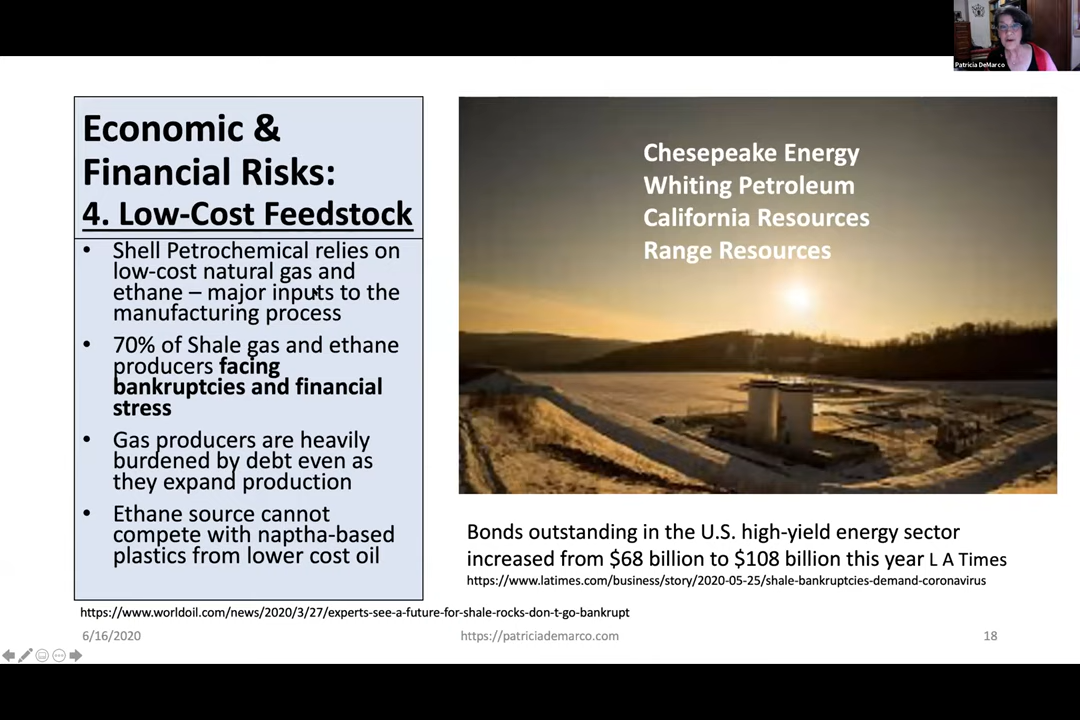 Patricia DeMarco
Economic &
Financial Risks:
4. Low-Cost Feedstock
• Shell Petrochemical relies on
low-cost natural gas and
ethane – major inputs to the
manufacturing process
• 70% of Shale gas and ethane
producers facing
bankruptcies and financial
stress
• Gas producers are heavily
burdened by debt even as
they expand production
• Ethane source cannot
compete with naptha-based
plastics from lower cost oil
Chesepeake Energy
Whiting Petroleum
California Resources
Range Resources
Bonds outstanding in the U.S. high-yield energy sector
increased from $68 billion to $108 billion this year L A Times
https://www.latimes.com/business/story/2020-05-25/shale-bankruptcies-demand-coronavirus
https://www.worldoil.com/news/2020/3/27/experts-see-a-future-for-shale-rocks-don-t-go-bankrupt
6/16/2020
https://patriciademarco.com
18